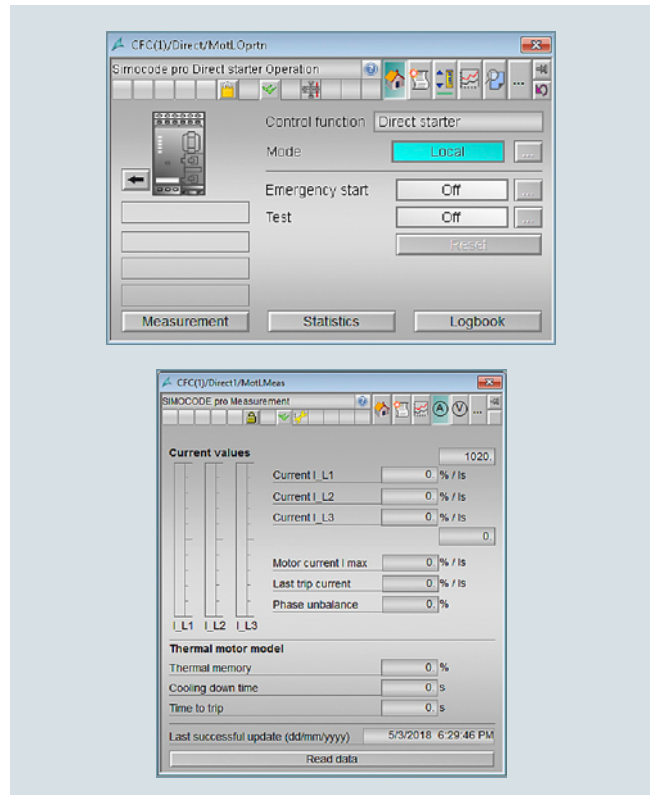 CFC(1)/Direct/MotLOprtn
Simocode pro Direct starter Operation
...
Control function Direct starter
Mode Local ...
Emergency start Off ...
Test Off ...
Reset
Measurement Statistics Logbook
CFC(1)/Direct1/MotLMeas
SIMOCODE pro Measurement
A V ...
Current values
1020.
Current I_L1 0. % / Is
Current I_L2 0. % / Is
Current I_L3 0. % / Is
0.
Motor current I max 0. % / Is
Last trip current 0. % / Is
Phase unbalance 0. %
I_L1 I_L2 I_L3
Thermal motor model
Thermal memory 0. %
Cooling down time 0. s
Time to trip 0. s
Last successful update (dd/mm/yyyy) 5/3/2018 6:29:46 PM
Read data